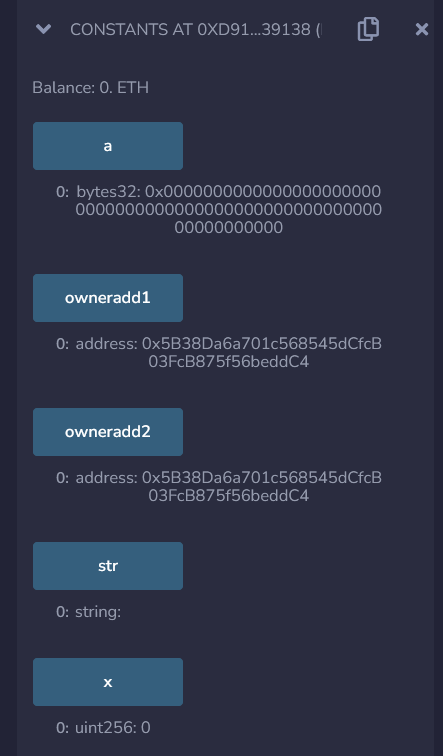 CONSTANTS AT 0XD91...39138 (
Balance: 0. ETH
a
0: bytes32: 0x0000000000000000000000
0000000000000000000000000000000
00000000000
owneradd1
0: address: 0x5B38Da6a701c568545dCfcB
03FcB875f56beddC4
owneradd2
0: address: 0x5B38Da6a701c568545dCfcB
03FcB875f56beddC4
str
0: string:
x
0: uint256: 0